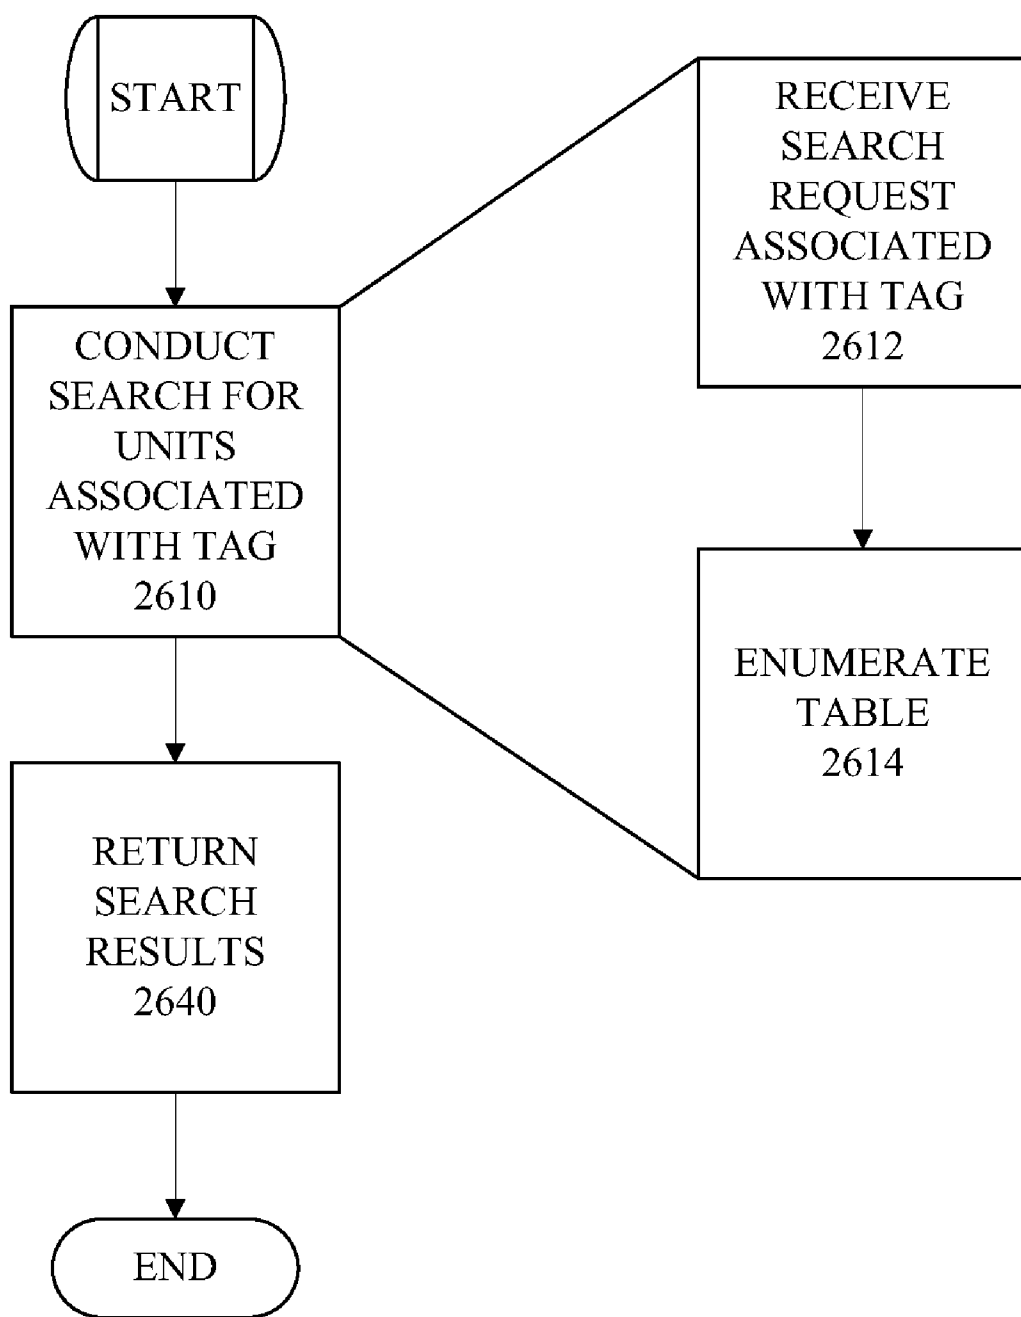 START
CONDUCT
SEARCH FOR
UNITS
ASSOCIATED
WITH TAG
2610
RETURN
SEARCH
RESULTS
2640
END
RECEIVE
SEARCH
REQUEST
ASSOCIATED
WITH TAG
2612
ENUMERATE
TABLE
2614